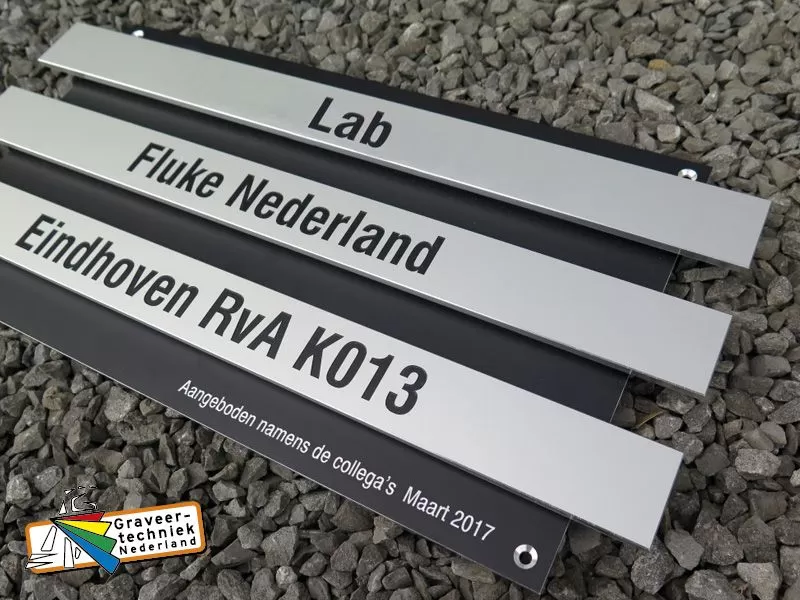 Lab
Fluke Nederland
Eindhoven RvA K013
Aangeboden namens de collega's Maart 2017
Graveer-
techniek
Nederland